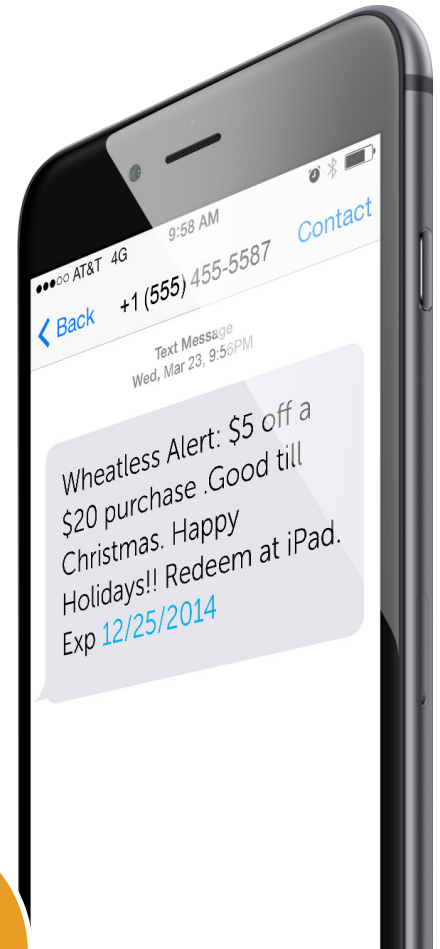 ●●●○○ AT&T 4G 9:58 AM
Back +1 (555) 455-5587 Contact
Text Message
Wed, Mar 23, 9:56PM
Wheatless Alert: $5 off a
$20 purchase .Good till
Christmas. Happy
Holidays!! Redeem at iPad.
Exp 12/25/2014